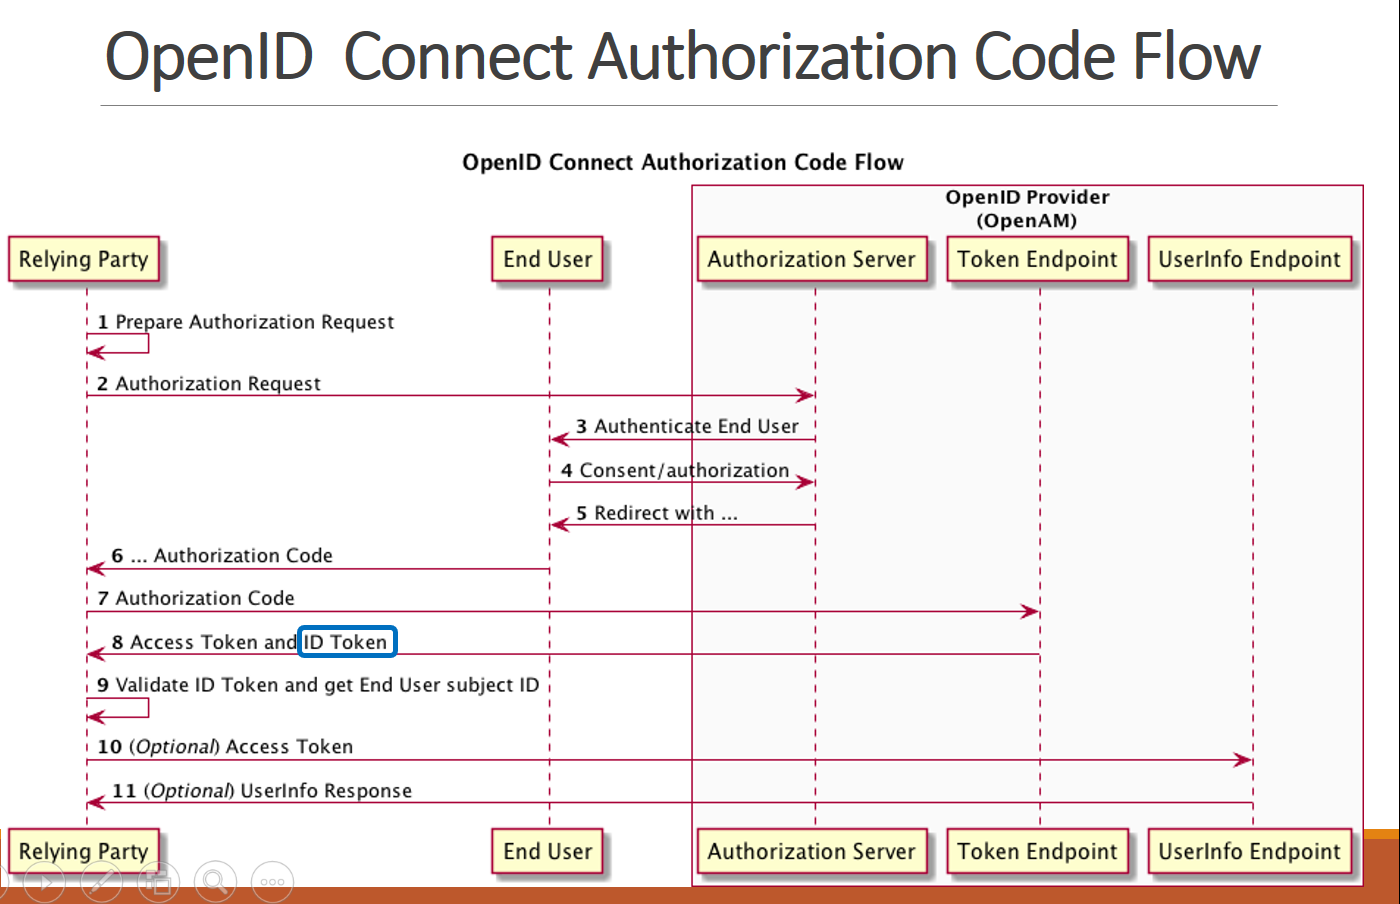 OpenID Connect Authorization Code Flow
OpenID Connect Authorization Code Flow
OpenID Provider
(OpenAM)
Relying Party
End User
Authorization Server
Token Endpoint
UserInfo Endpoint
1 Prepare Authorization Request
2 Authorization Request
3 Authenticate End User
4 Consent/authorization
5 Redirect with ...
6 ... Authorization Code
7 Authorization Code
8 Access Token and ID Token
9 Validate ID Token and get End User subject ID
10 (Optional) Access Token
11 (Optional) UserInfo Response
Relying Party
End User
Authorization Server
Token Endpoint
UserInfo Endpoint